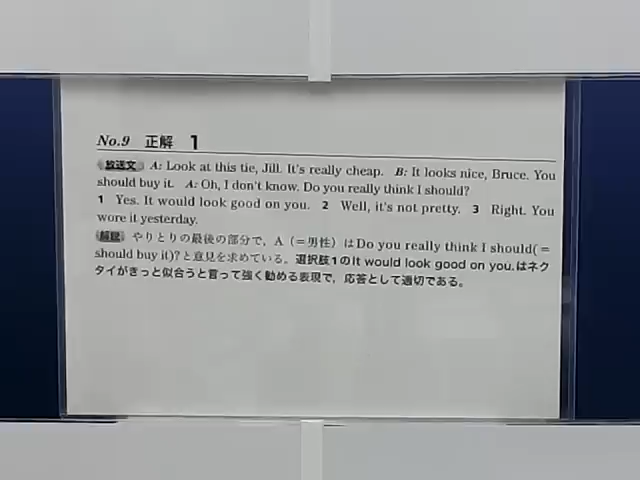 No.9 正解 1
放送文 A: Look at this tie, Jill. It's really cheap. B: It looks nice, Bruce. You
should buy it. A: Oh, I don't know. Do you really think I should?
1 Yes. It would look good on you. 2 Well, it's not pretty. 3 Right. You
wore it yesterday.
解説 やりとりの最後の部分で，A（＝男性）はDo you really think I should(=
should buy it)?と意見を求めている。選択肢1のIt would look good on you.はネク
タイがきっと似合うと言って強く勧める表現で，応答として適切である。